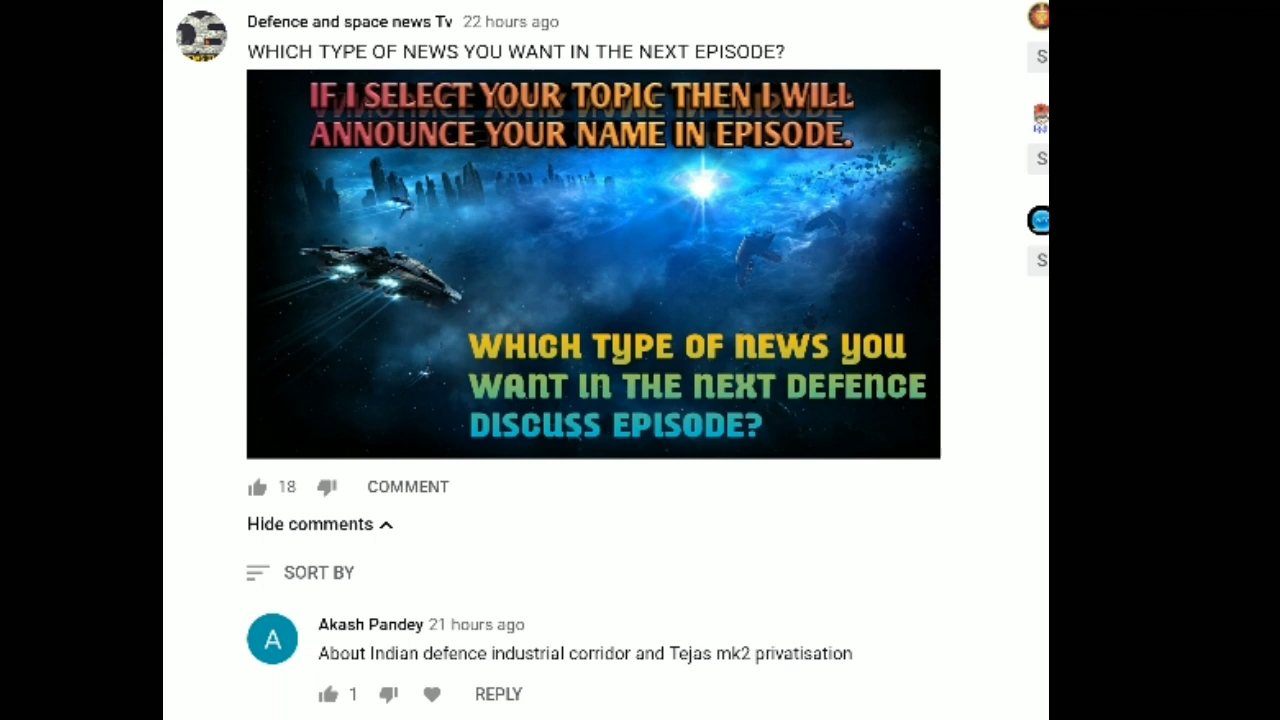 Defence and space news Tv 22 hours ago
WHICH TYPE OF NEWS YOU WANT IN THE NEXT EPISODE?
IF I SELECT YOUR TOPIC THEN I WILL
ANNOUNCE YOUR NAME IN EPISODE.
WHICH TYPE OF NEWS YOU
WANT IN THE NEXT DEFENCE
DISCUSS EPISODE?
18 COMMENT
Hide comments
SORT BY
A
Akash Pandey 21 hours ago
About Indian defence industrial corridor and Tejas mk2 privatisation
1 REPLY
S
S
S